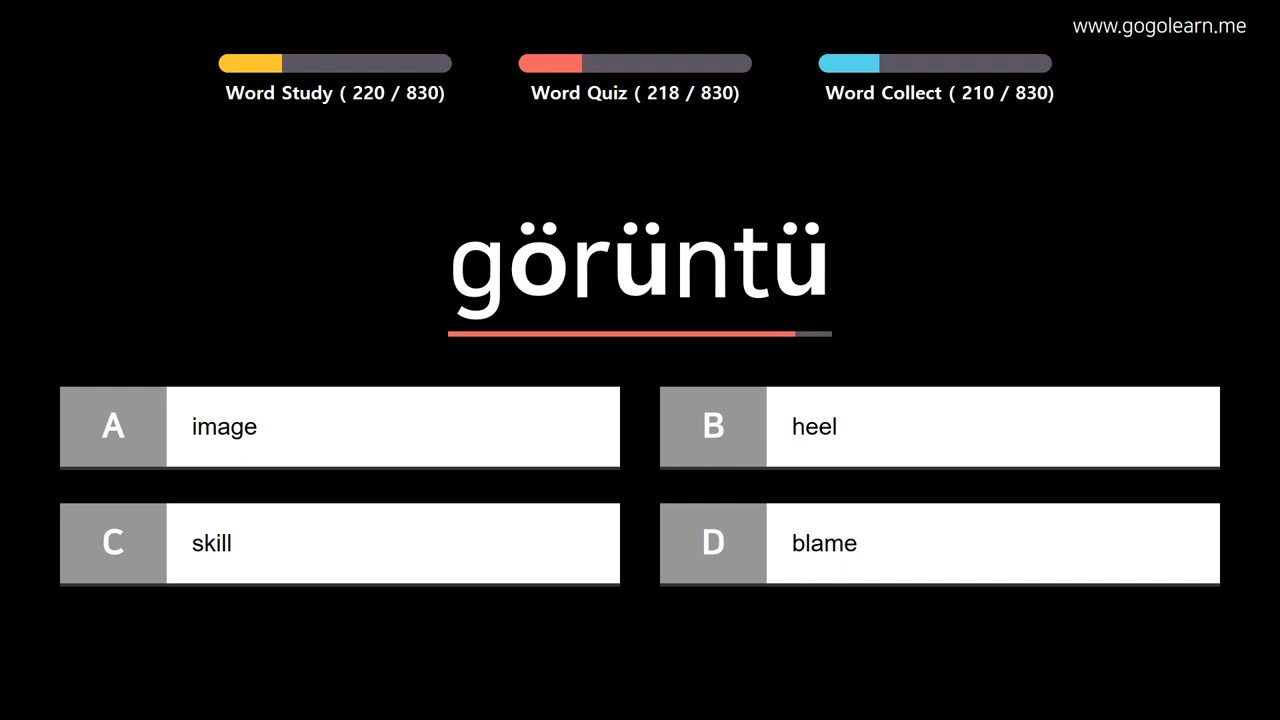 www.gogolearn.me
Word Study ( 220 / 830)
Word Quiz ( 218 / 830)
Word Collect ( 210 / 830)
görüntü
A image
B heel
C skill
D blame